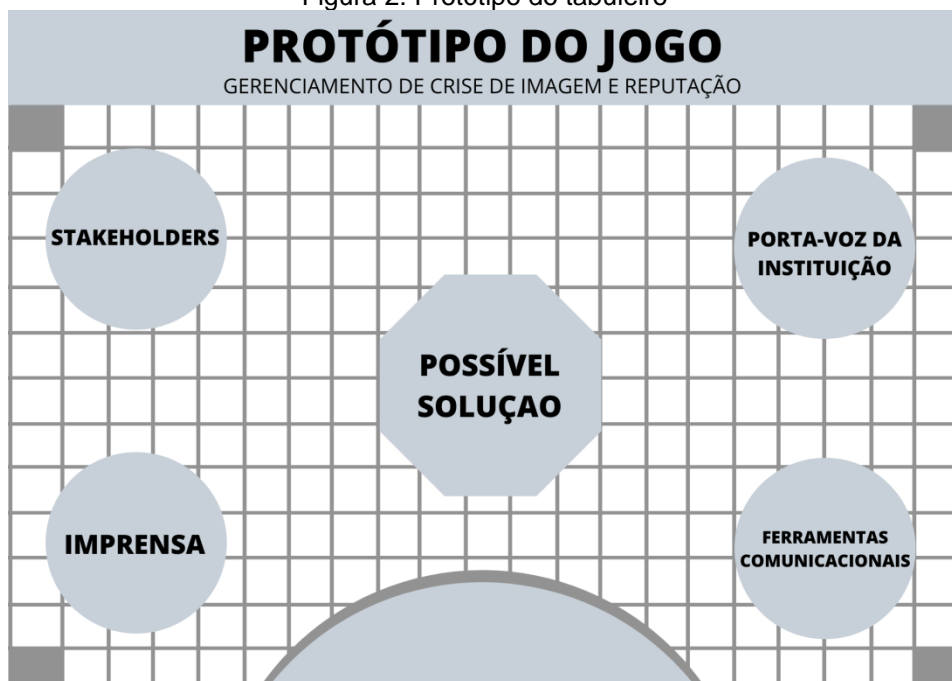 Figura 2: Protótipo do tabuleiro
PROTÓTIPO DO JOGO
GERENCIAMENTO DE CRISE DE IMAGEM E REPUTAÇÃO
STAKEHOLDERS
PORTA-VOZ DA
INSTITUIÇÃO
POSSÍVEL
SOLUÇAO
IMPRENSA
FERRAMENTAS
COMUNICACIONAIS